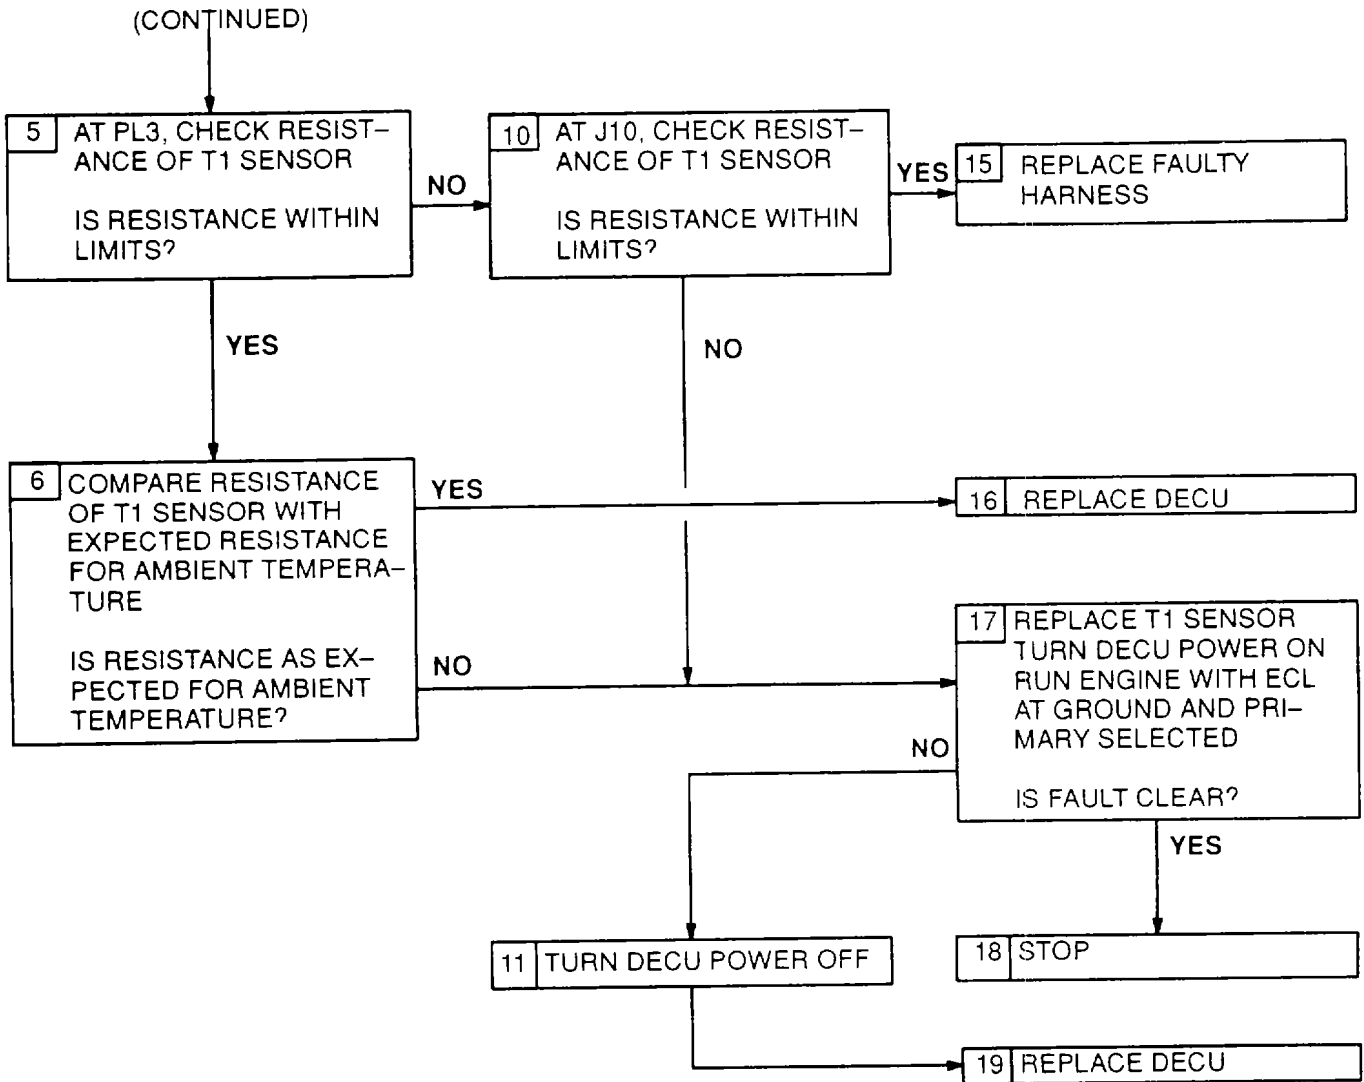 (CONTINUED)
5 AT PL3, CHECK RESIST–
ANCE OF T1 SENSOR
IS RESISTANCE WITHIN
LIMITS?
NO
10 AT J10, CHECK RESIST–
ANCE OF T1 SENSOR
IS RESISTANCE WITHIN
LIMITS?
YES
15 REPLACE FAULTY
HARNESS
YES
NO
6 COMPARE RESISTANCE
OF T1 SENSOR WITH
EXPECTED RESISTANCE
FOR AMBIENT TEMPERA–
TURE
IS RESISTANCE AS EX–
PECTED FOR AMBIENT
TEMPERATURE?
YES
16 REPLACE DECU
NO
17 REPLACE T1 SENSOR
TURN DECU POWER ON
RUN ENGINE WITH ECL
AT GROUND AND PRI–
MARY SELECTED
IS FAULT CLEAR?
NO
YES
11 TURN DECU POWER OFF
18 STOP
19 REPLACE DECU